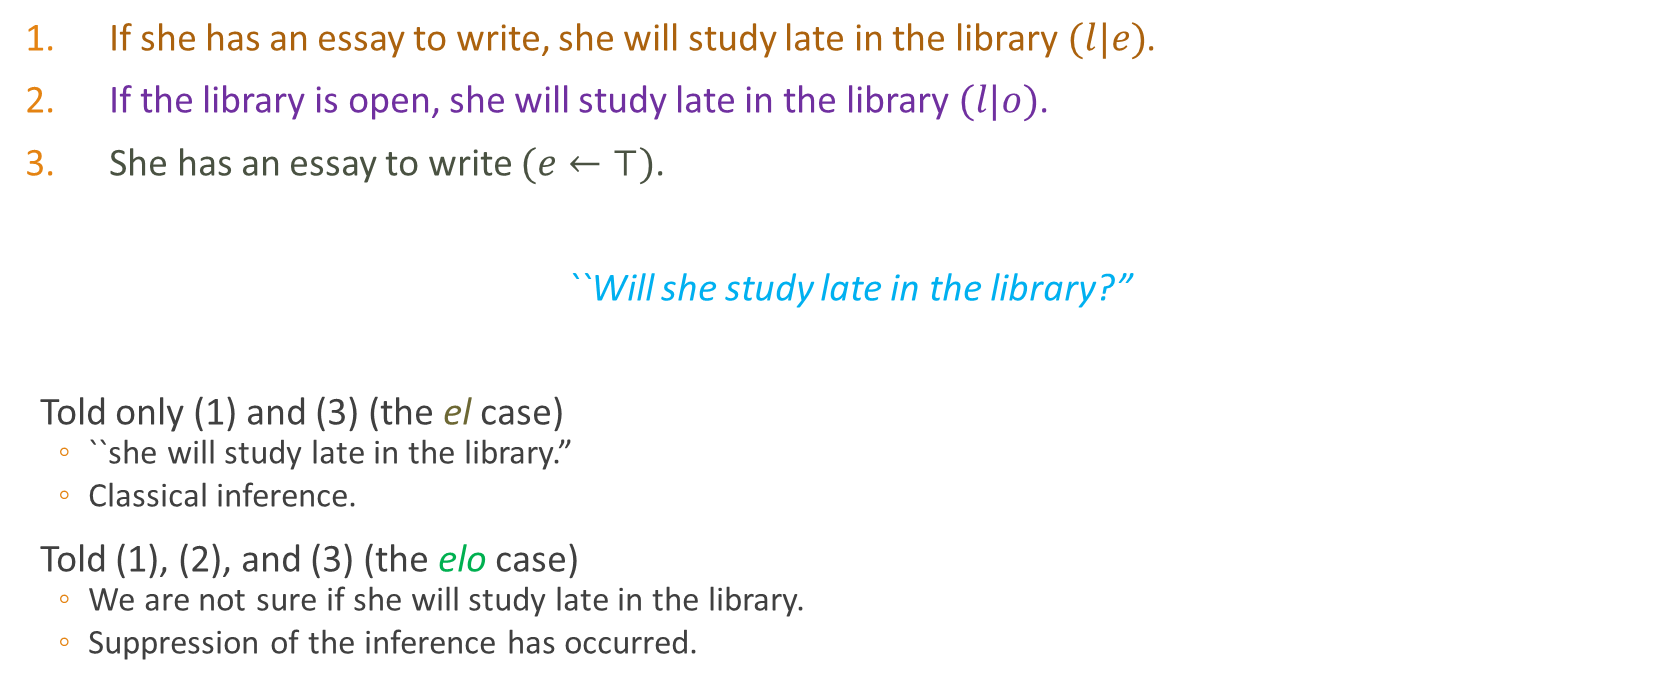 1. If she has an essay to write, she will study late in the library (l|e).
2. If the library is open, she will study late in the library (l|o).
3. She has an essay to write (e ← ⊤).
``Will she study late in the library?”
Told only (1) and (3) (the el case)
◦ ``she will study late in the library.”
◦ Classical inference.
Told (1), (2), and (3) (the elo case)
◦ We are not sure if she will study late in the library.
◦ Suppression of the inference has occurred.